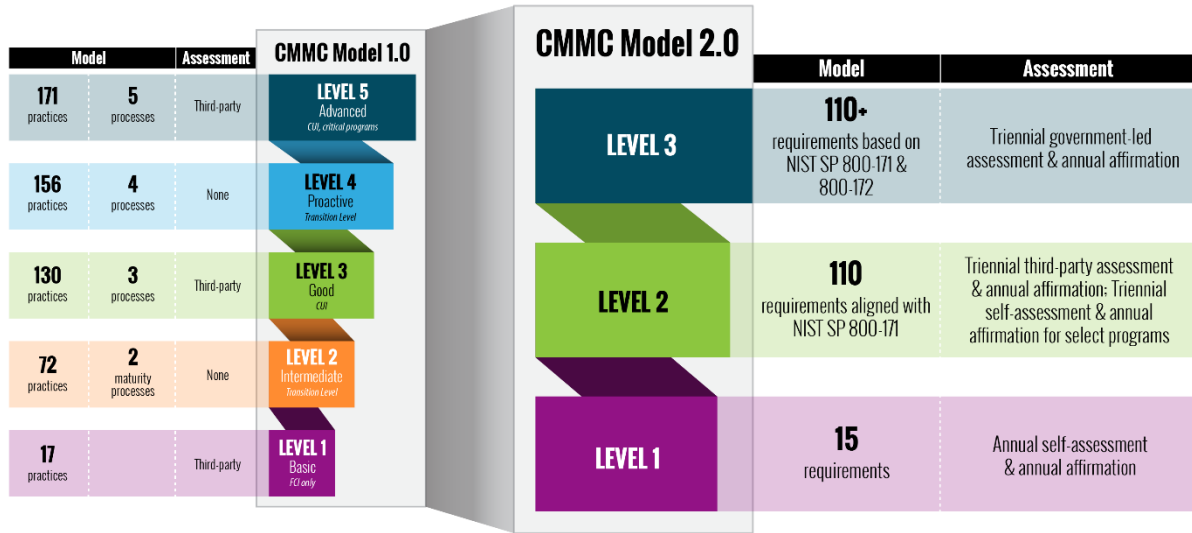 CMMC Model 1.0
Model
Assessment
171
practices
5
processes
Third-party
LEVEL 5
Advanced
CUI, critical programs
156
practices
4
processes
None
LEVEL 4
Proactive
Transition Level
130
practices
3
processes
Third-party
LEVEL 3
Good
CUI
72
practices
2
maturity
processes
None
LEVEL 2
Intermediate
Transition Level
17
practices
Third-party
LEVEL 1
Basic
FCI only
CMMC Model 2.0
Model
Assessment
LEVEL 3
110+
requirements based on
NIST SP 800-171 &
800-172
Triennial government-led
assessment & annual affirmation
LEVEL 2
110
requirements aligned with
NIST SP 800-171
Triennial third-party assessment
& annual affirmation; Triennial
self-assessment & annual
affirmation for select programs
LEVEL 1
15
requirements
Annual self-assessment
& annual affirmation